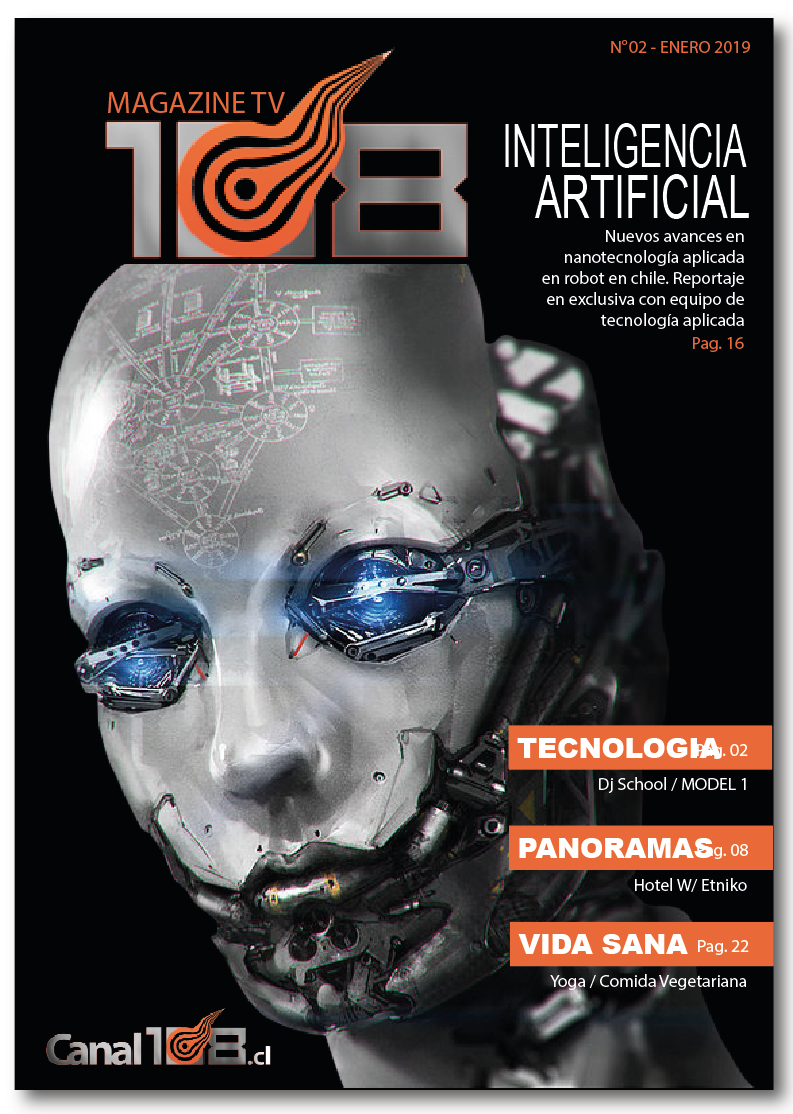 N°02 - ENERO 2019
MAGAZINE TV
108
INTELIGENCIA
ARTIFICIAL
Nuevos avances en
nanotecnología aplicada
en robot en chile. Reportaje
en exclusiva con equipo de
tecnología aplicada
Pag. 16
TECNOLOGIA Pag. 02
Dj School / MODEL 1
PANORAMAS Pag. 08
Hotel W/ Etniko
VIDA SANA Pag. 22
Yoga / Comida Vegetariana
Canal 108.cl